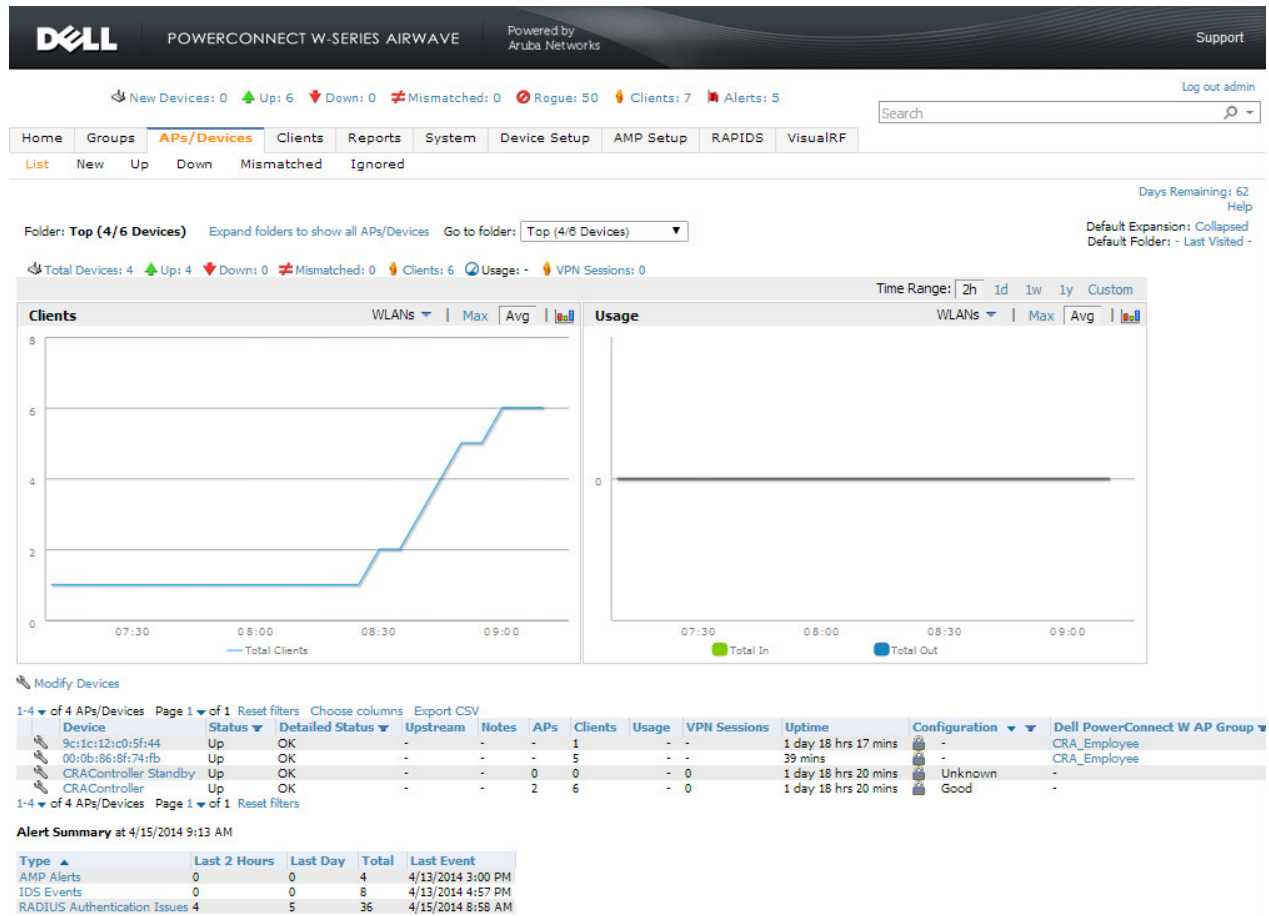 DELL POWERCONNECT W-SERIES AIRWAVE Powered by Aruba Networks Support
New Devices: 0 Up: 6 Down: 0 Mismatched: 0 Rogue: 50 Clients: 7 Alerts: 5
Log out admin
Search
Home Groups APs/Devices Clients Reports System Device Setup AMP Setup RAPIDS VisualRF
List New Up Down Mismatched Ignored
Days Remaining: 62
Help
Folder: Top (4/6 Devices) Expand folders to show all APs/Devices Go to folder: Top (4/6 Devices)
Default Expansion: Collapsed
Default Folder: - Last Visited -
Total Devices: 4 Up: 4 Down: 0 Mismatched: 0 Clients: 6 Usage: - VPN Sessions: 0
Time Range: 2h 1d 1w 1y Custom
Clients WLANs | Max Avg |
Usage WLANs | Max Avg |
8
6
4
2
0
07:30 08:00 08:30 09:00
Total Clients
0
07:30 08:00 08:30 09:00
Total In Total Out
Modify Devices
1-4 of 4 APs/Devices Page 1 of 1 Reset filters Choose columns Export CSV
Device Status Detailed Status Upstream Notes APs Clients Usage VPN Sessions Uptime Configuration Dell PowerConnect W AP Group
9c:1c:12:c0:5f:44 Up OK - - - 1 - - 1 day 18 hrs 17 mins - CRA_Employee
00:0b:86:8f:74:fb Up OK - - - 5 - - 39 mins - CRA_Employee
CRAController Standby Up OK - - 0 0 - 0 1 day 18 hrs 20 mins Unknown -
CRAController Up OK - - 2 6 - 0 1 day 18 hrs 20 mins Good -
1-4 of 4 APs/Devices Page 1 of 1 Reset filters
Alert Summary at 4/15/2014 9:13 AM
Type Last 2 Hours Last Day Total Last Event
AMP Alerts 0 0 4 4/13/2014 3:00 PM
IDS Events 0 0 8 4/13/2014 4:57 PM
RADIUS Authentication Issues 4 5 36 4/15/2014 8:58 AM